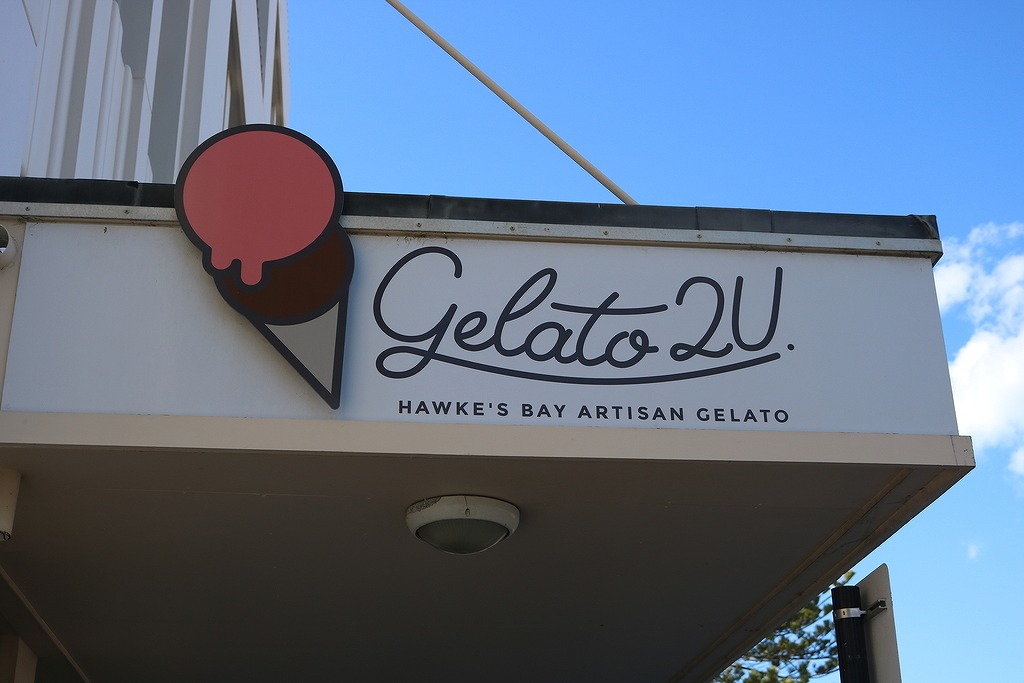 Gelato 2U.
HAWKE'S BAY ARTISAN GELATO